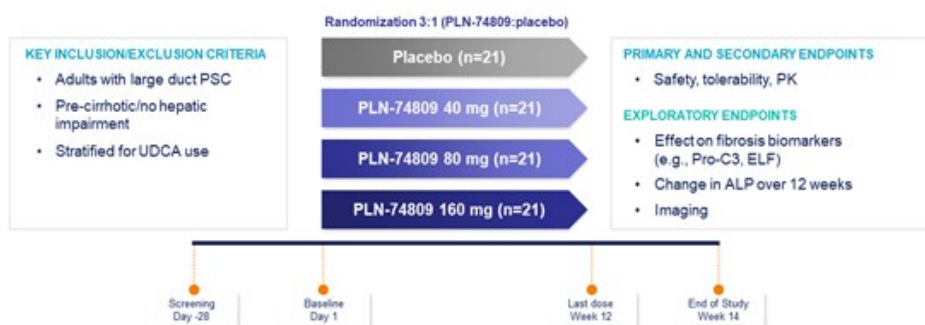 Randomization 3:1 (PLN-74809:placebo)
KEY INCLUSION/EXCLUSION CRITERIA
• Adults with large duct PSC
• Pre-cirrhotic/no hepatic
impairment
• Stratified for UDCA use
Placebo (n=21)
PLN-74809 40 mg (n=21)
PLN-74809 80 mg (n=21)
PLN-74809 160 mg (n=21)
PRIMARY AND SECONDARY ENDPOINTS
• Safety, tolerability, PK
EXPLORATORY ENDPOINTS
• Effect on fibrosis biomarkers
(e.g., Pro-C3, ELF)
• Change in ALP over 12 weeks
• Imaging
Screening
Day -28
Baseline
Day 1
Last dose
Week 12
End of Study
Week 14